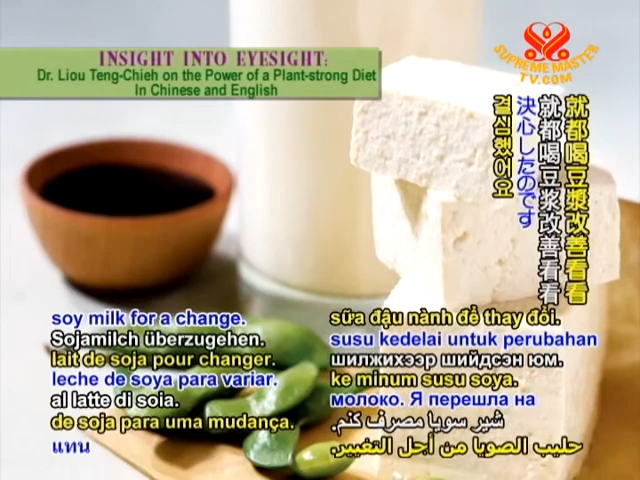 INSIGHT INTO EYESIGHT:
Dr. Liou Teng-Chieh on the Power of a Plant-strong Diet
In Chinese and English
SUPREME MASTER
TV.COM
就都喝豆漿改善看看
就都喝豆浆改善看看
決心したのです
결심했어요
soy milk for a change.
Sojamilch überzugehen.
lait de soja pour changer.
leche de soya para variar.
al latte di soia.
de soja para uma mudança.
แทน
sữa đậu nành để thay đổi.
susu kedelai untuk perubahan
шилжихээр шийдсэн юм.
ke minum susu soya.
молоко. Я перешла на
شیر سویا مصرف کنم.
حليب الصويا من أجل التغيير.